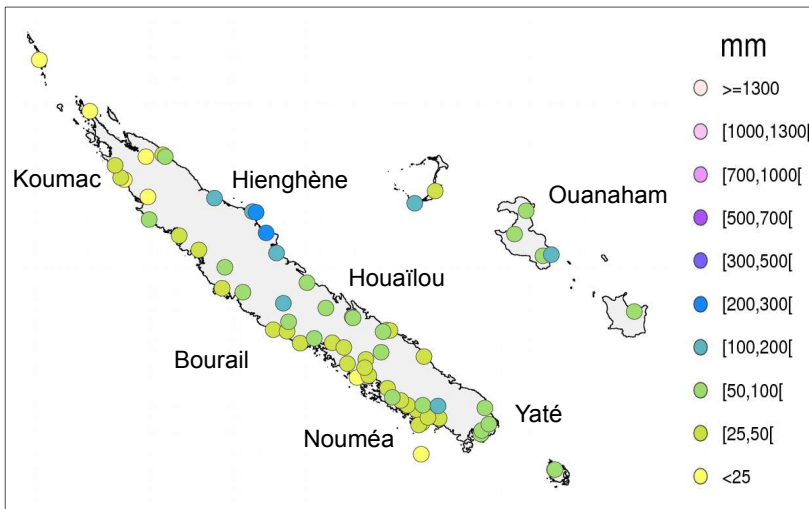 mm
>=1300
[1000,1300[
[700,1000[
[500,700[
[300,500[
[200,300[
[100,200[
[50,100[
[25,50[
<25
Koumac
Hienghène
Ouanaham
Houaïlou
Bourail
Yaté
Nouméa